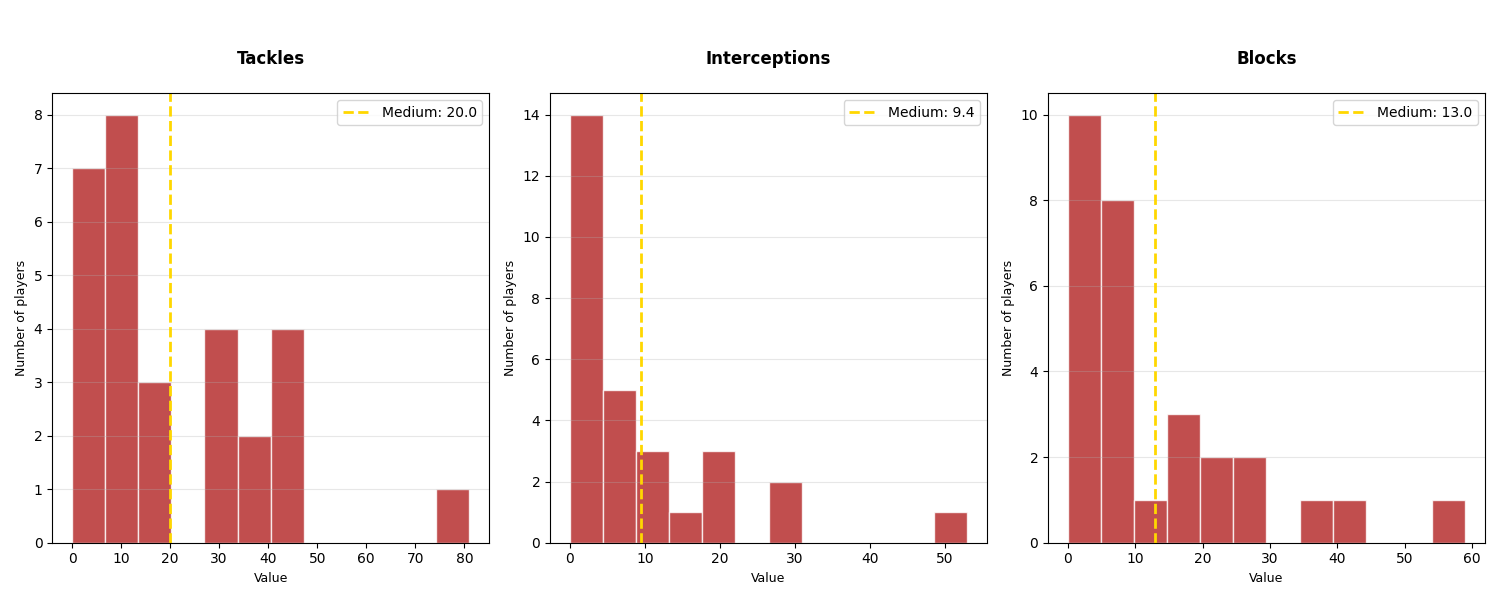 Tackles
Number of players
8
7
6
5
4
3
2
1
0
0 10 20 30 40 50 60 70 80
Value
Medium: 20.0
Interceptions
Number of players
14
12
10
8
6
4
2
0
0 10 20 30 40 50
Value
Medium: 9.4
Blocks
Number of players
10
8
6
4
2
0
0 10 20 30 40 50 60
Value
Medium: 13.0